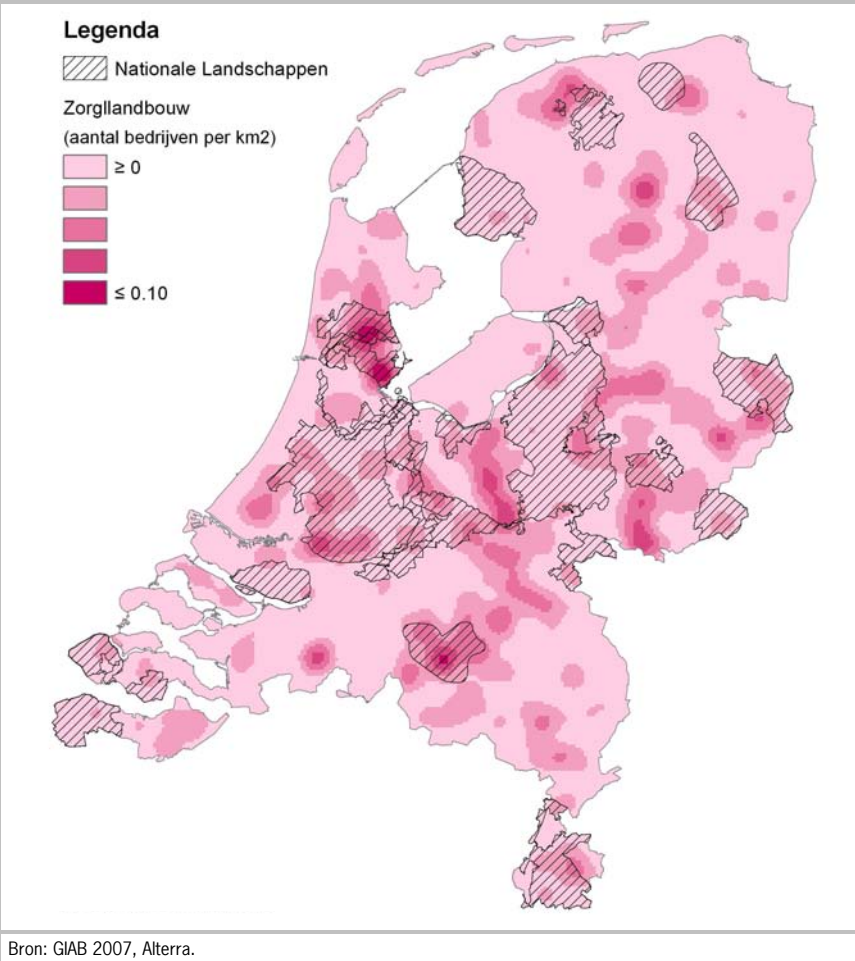 Legenda
Nationale Landschappen
Zorgllandbouw
(aantal bedrijven per km2)
≥ 0
≤ 0.10
Bron: GIAB 2007, Alterra.